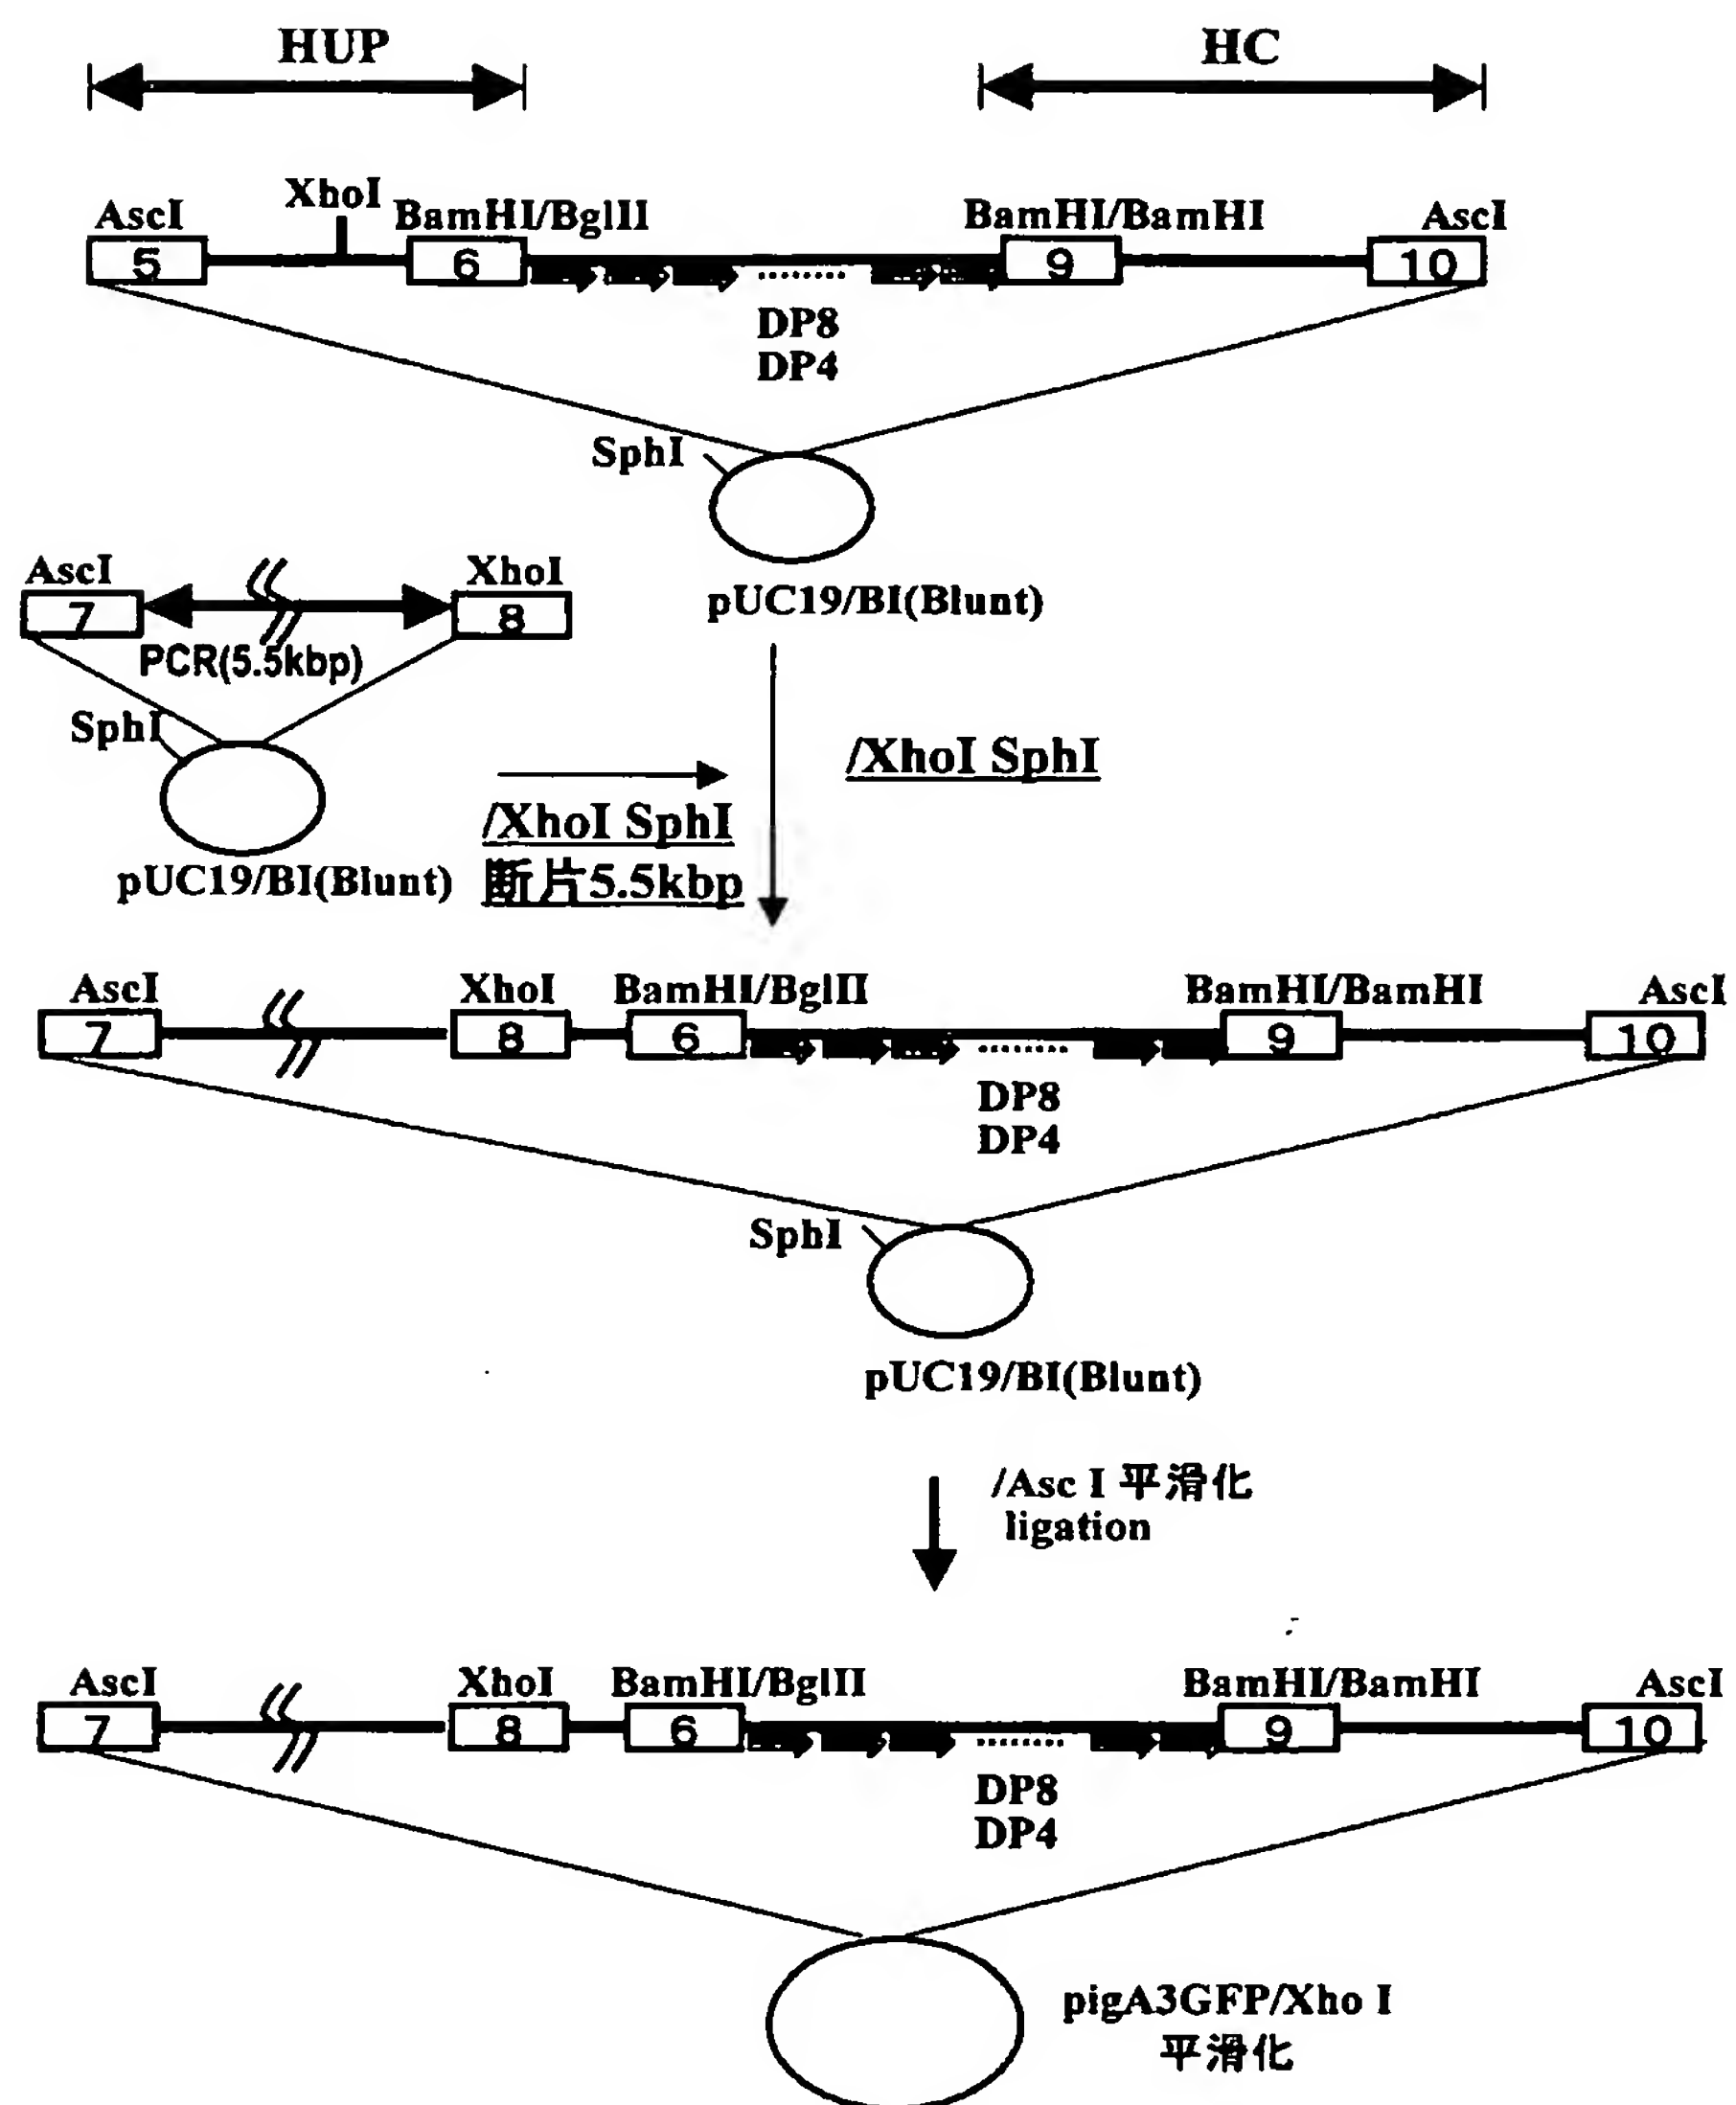 HUP
HC
AscI
XhoI
BamHI/BglII
BamHI/BamHI
AscI
5
6
9
10
DP8
DP4
SphI
pUC19/BI(Blunt)
AscI
XhoI
7
8
PCR(5.5kbp)
SphI
pUC19/BI(Blunt)
/XhoI SphI
断片5.5kbp
/XhoI SphI
AscI
XhoI
BamHI/BglII
BamHI/BamHI
AscI
7
8
6
9
10
DP8
DP4
SphI
pUC19/BI(Blunt)
/Asc I 平滑化
ligation
AscI
XhoI
BamHI/BglII
BamHI/BamHI
AscI
7
8
6
9
10
DP8
DP4
pigA3GFP/Xho I
平滑化